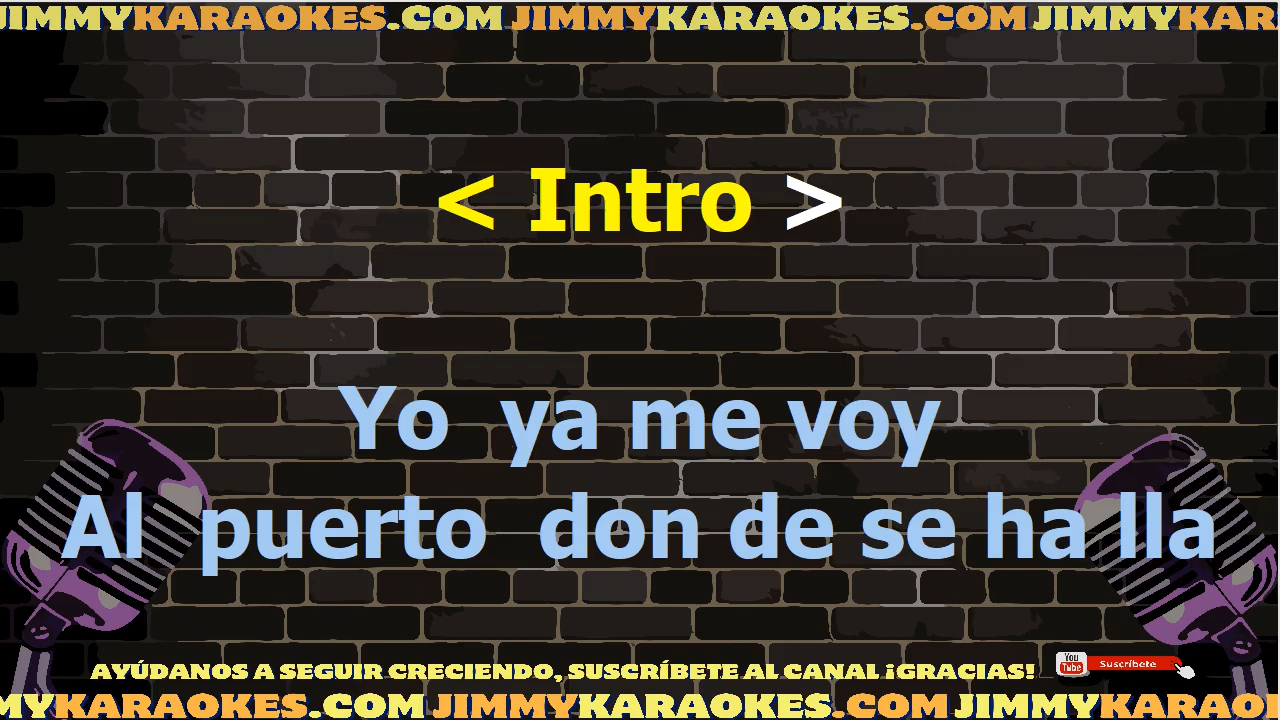 JIMMYKARAOKES.COM JIMMYKARAOKES.COM JIMMYKAR
< Intro >
Yo ya me voy
Al puerto don de se ha lla
AYÚDANOS A SEGUIR CRECIENDO, SUSCRÍBETE AL CANAL ¡GRACIAS!
You Tube Suscríbete
MYKARAOKES.COM JIMMYKARAOKES.COM JIMMYKARAO